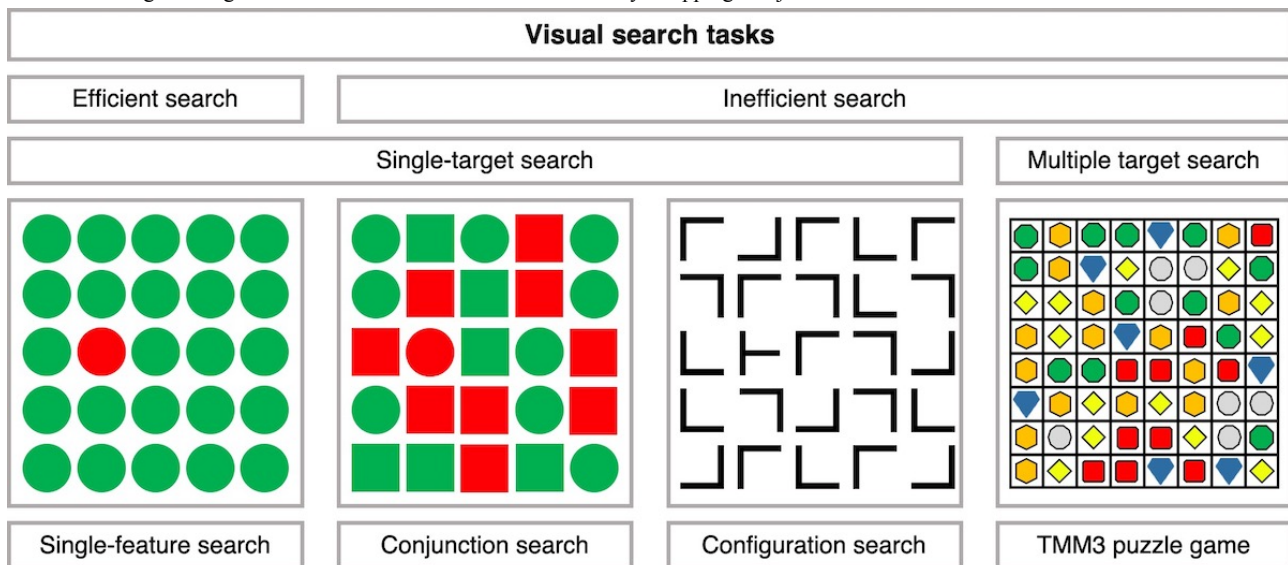 Visual search tasks
Efficient search
Inefficient search
Single-target search
Multiple target search
Single-feature search
Conjunction search
Configuration search
TMM3 puzzle game